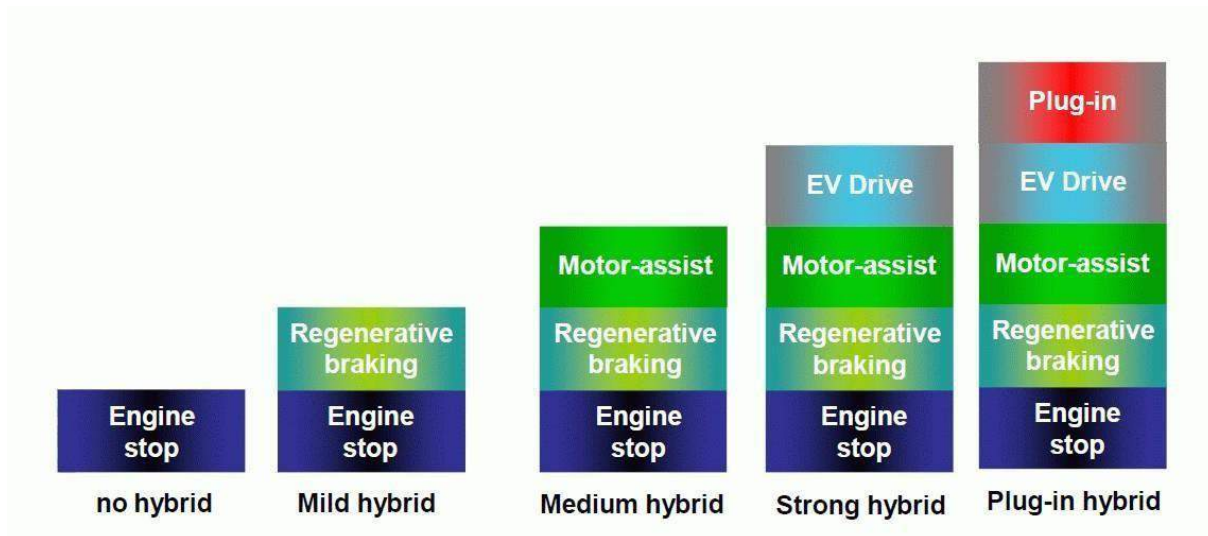 Plug-in
EV Drive
EV Drive
Motor-assist
Motor-assist
Motor-assist
Regenerative
braking
Regenerative
braking
Regenerative
braking
Regenerative
braking
Engine
stop
Engine
stop
Engine
stop
Engine
stop
Engine
stop
no hybrid
Mild hybrid
Medium hybrid
Strong hybrid
Plug-in hybrid